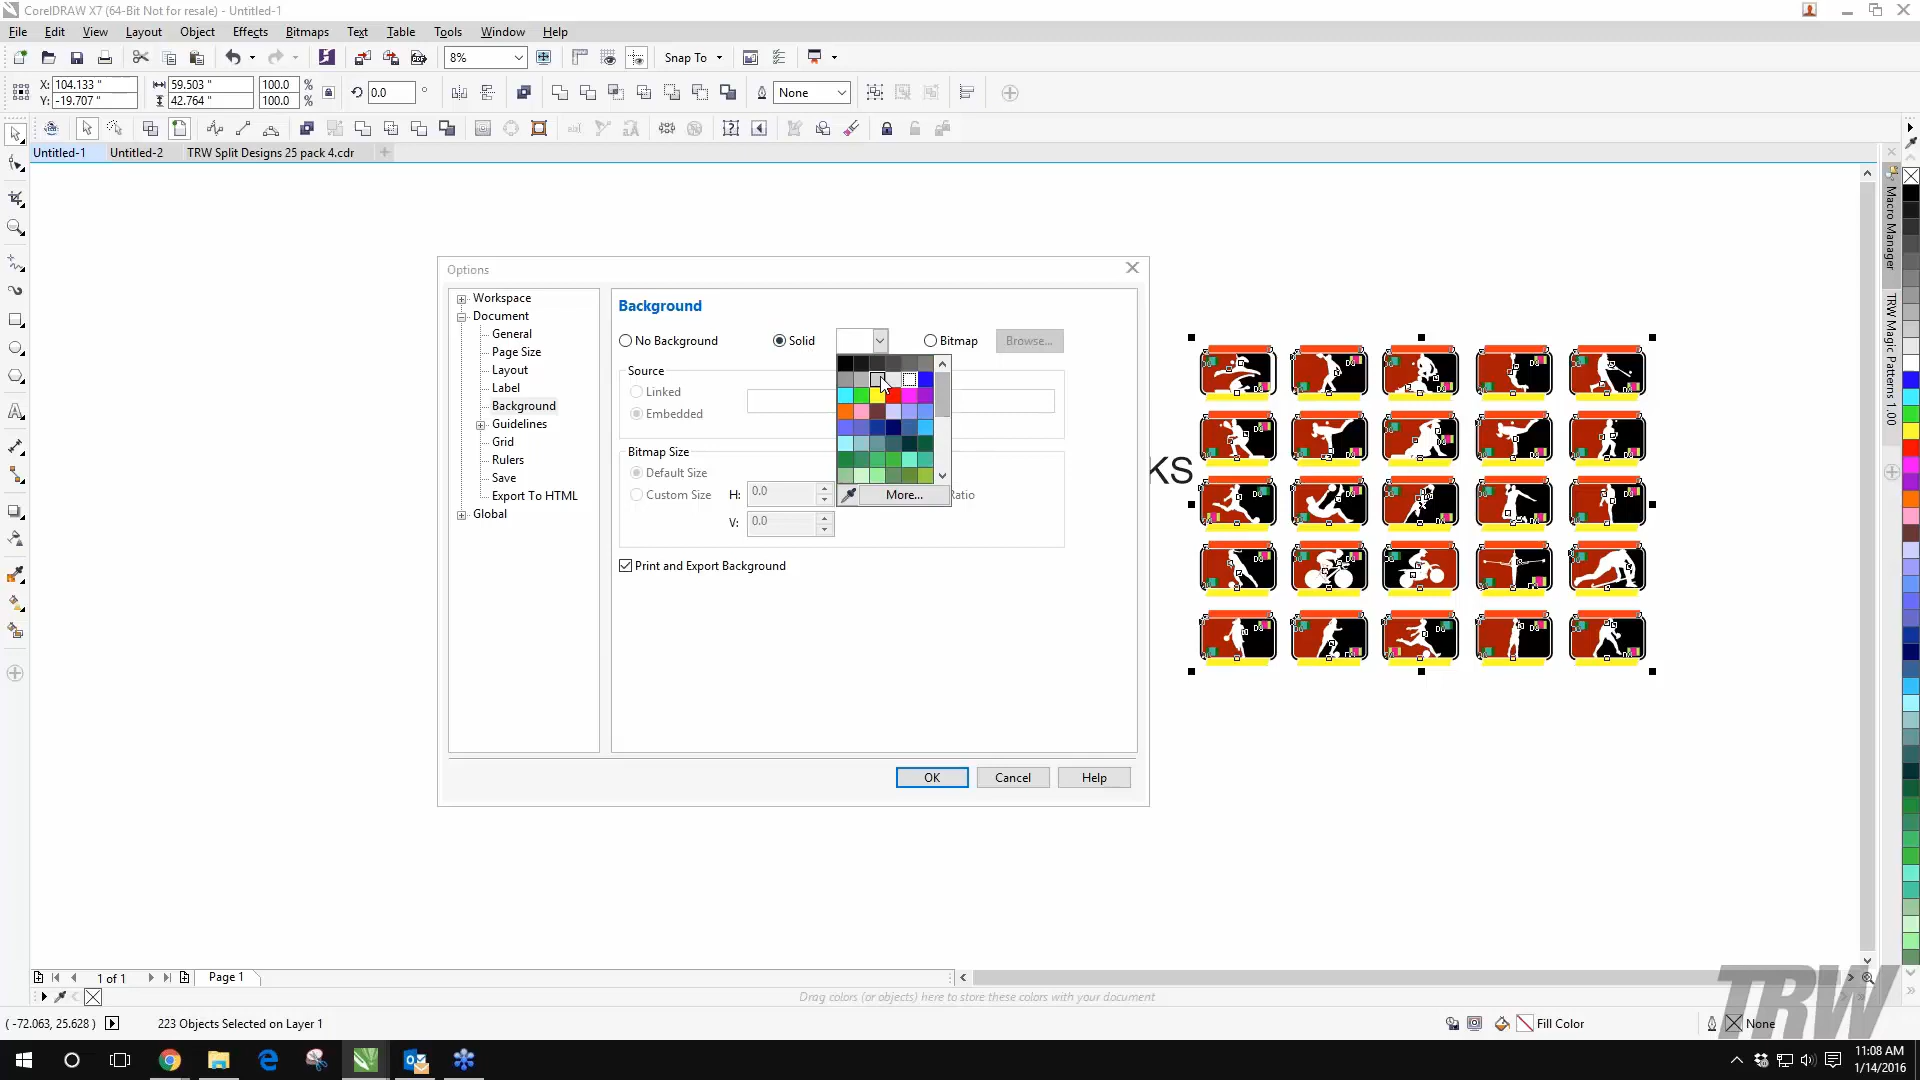 CorelDRAW X7 (64-Bit Not for resale) - Untitled-1
File Edit View Layout Object Effects Bitmaps Text Table Tools Window Help
8% Snap To
X: 104.133 " 59.503 " 100.0 % 0.0 ° None
Y: -19.707 " 42.764 " 100.0 %
Untitled-1 Untitled-2 TRW Split Designs 25 pack 4.cdr
Macro Manager
TRW Magic Patterns 1.00
Options
Workspace
Document
General
Page Size
Layout
Label
Background
Guidelines
Grid
Rulers
Save
Export To HTML
Global
Background
No Background Solid Bitmap Browse...
Source
Linked
Embedded
Bitmap Size
Default Size
Custom Size H: 0.0
V: 0.0
More...
Print and Export Background
OK Cancel Help
KS
1 of 1 Page 1
Drag colors (or objects) here to store these colors with your document
( -72.063, 25.628 ) 223 Objects Selected on Layer 1 Fill Color None
TRW
11:08 AM
1/14/2016